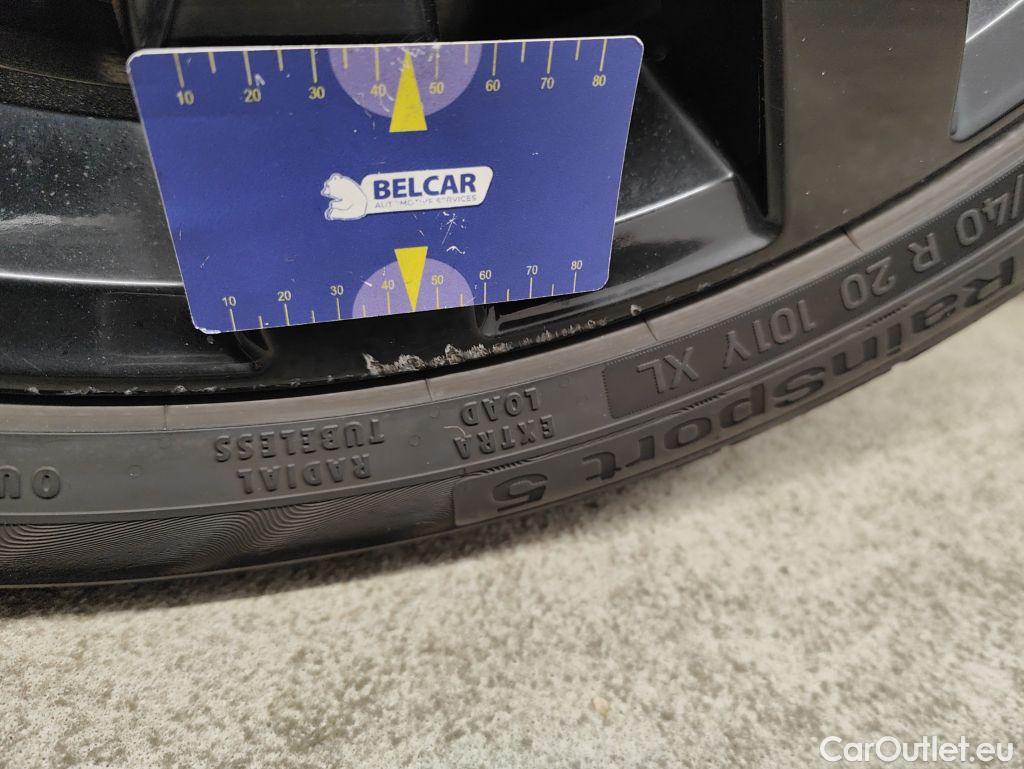 10 20 30 40 50 60 70 80
BELCAR
AUTOMOTIVE SERVICES
10 20 30 40 50 60 70 80
/40 R 20 101Y XL
RainSport 5
EXTRA
LOAD
RADIAL
TUBELESS
OU
CarOutlet.eu